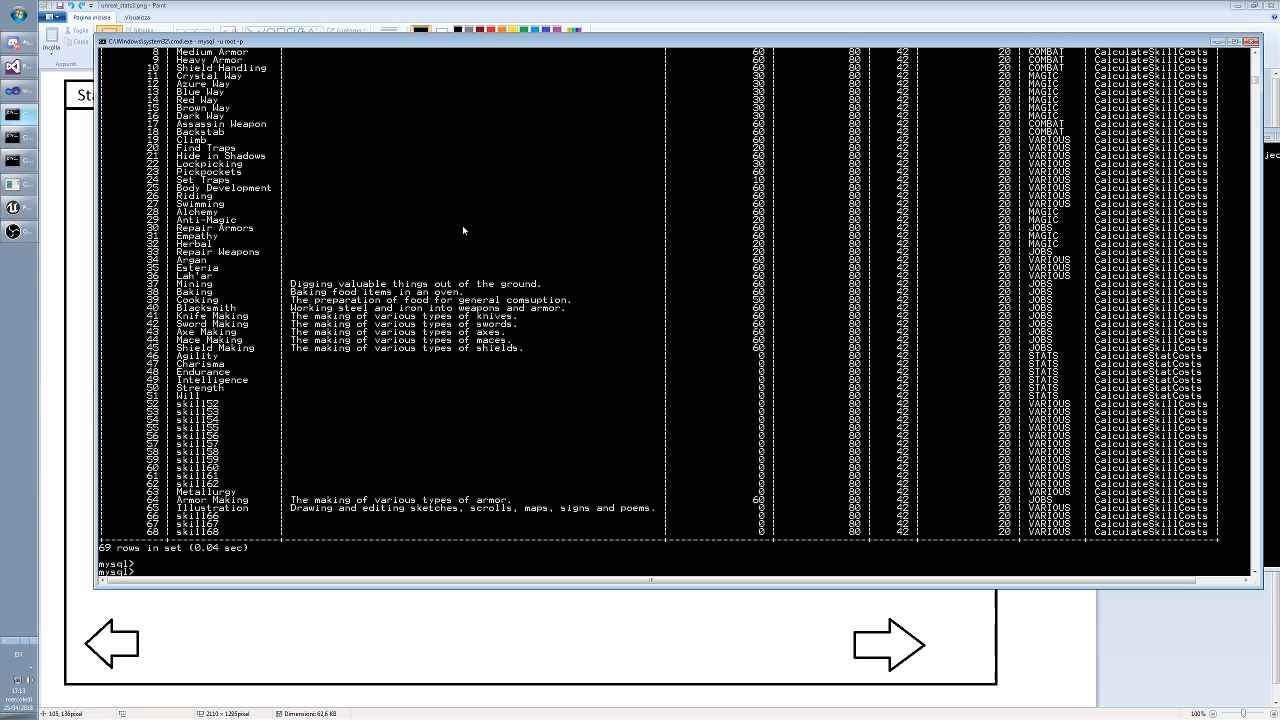 unreal_stats3.png - Paint
Pagina iniziale Visualizza
Incolla Taglia Copia Contorno
Appunti
C:\Windows\system32\cmd.exe - mysql -u root -p
8 | Medium Armor | | 60 | 80 | 42 | 20 | COMBAT | CalculateSkillCosts |
9 | Heavy Armor | | 60 | 80 | 42 | 20 | COMBAT | CalculateSkillCosts |
10 | Shield Handling | | 30 | 80 | 42 | 20 | COMBAT | CalculateSkillCosts |
11 | Crystal Way | | 30 | 80 | 42 | 20 | MAGIC | CalculateSkillCosts |
12 | Azure Way | | 30 | 80 | 42 | 20 | MAGIC | CalculateSkillCosts |
13 | Blue Way | | 30 | 80 | 42 | 20 | MAGIC | CalculateSkillCosts |
14 | Red Way | | 30 | 80 | 42 | 20 | MAGIC | CalculateSkillCosts |
15 | Brown Way | | 30 | 80 | 42 | 20 | MAGIC | CalculateSkillCosts |
16 | Dark Way | | 30 | 80 | 42 | 20 | MAGIC | CalculateSkillCosts |
17 | Assassin Weapon | | 60 | 80 | 42 | 20 | COMBAT | CalculateSkillCosts |
18 | Backstab | | 60 | 80 | 42 | 20 | COMBAT | CalculateSkillCosts |
19 | Climb | | 60 | 80 | 42 | 20 | VARIOUS | CalculateSkillCosts |
20 | Find Traps | | 30 | 80 | 42 | 20 | VARIOUS | CalculateSkillCosts |
21 | Hide in Shadows | | 60 | 80 | 42 | 20 | VARIOUS | CalculateSkillCosts |
22 | Lockpicking | | 30 | 80 | 42 | 20 | VARIOUS | CalculateSkillCosts |
23 | Pickpockets | | 60 | 80 | 42 | 20 | VARIOUS | CalculateSkillCosts |
24 | Set Traps | | 10 | 80 | 42 | 20 | VARIOUS | CalculateSkillCosts |
25 | Body Development | | 60 | 80 | 42 | 20 | VARIOUS | CalculateSkillCosts |
26 | Riding | | 60 | 80 | 42 | 20 | VARIOUS | CalculateSkillCosts |
27 | Swimming | | 60 | 80 | 42 | 20 | VARIOUS | CalculateSkillCosts |
28 | Alchemy | | 60 | 80 | 42 | 20 | MAGIC | CalculateSkillCosts |
29 | Anti-Magic | | 20 | 80 | 42 | 20 | MAGIC | CalculateSkillCosts |
30 | Repair Armors | | 60 | 80 | 42 | 20 | JOBS | CalculateSkillCosts |
Empathy | | 60 | 80 | 42 | 20 | MAGIC | CalculateSkillCosts |
32 | Herbal | | 20 | 80 | 42 | 20 | MAGIC | CalculateSkillCosts |
33 | Repair Weapons | | 20 | 80 | 42 | 20 | JOBS | CalculateSkillCosts |
34 | Argan | | 60 | 80 | 42 | 20 | VARIOUS | CalculateSkillCosts |
35 | Esteria | | 60 | 80 | 42 | 20 | VARIOUS | CalculateSkillCosts |
36 | Lah'ar | | 60 | 80 | 42 | 20 | VARIOUS | CalculateSkillCosts |
37 | Mining | Digging valuable things out of the ground. | 60 | 80 | 42 | 20 | JOBS | CalculateSkillCosts |
38 | Baking | Baking food items in an oven. | 60 | 80 | 42 | 20 | JOBS | CalculateSkillCosts |
39 | Cooking | The preparation of food for general comsuption. | 50 | 80 | 42 | 20 | JOBS | CalculateSkillCosts |
40 | Blacksmith | Working steel and iron into weapons and armor. | 60 | 80 | 42 | 20 | JOBS | CalculateSkillCosts |
41 | Knife Making | The making of various types of knives. | 60 | 80 | 42 | 20 | JOBS | CalculateSkillCosts |
42 | Sword Making | The making of various types of swords. | 60 | 80 | 42 | 20 | JOBS | CalculateSkillCosts |
43 | Axe Making | The making of various types of axes. | 60 | 80 | 42 | 20 | JOBS | CalculateSkillCosts |
44 | Mace Making | The making of various types of maces. | 60 | 80 | 42 | 20 | JOBS | CalculateSkillCosts |
45 | Shield Making | The making of various types of shields. | 60 | 80 | 42 | 20 | JOBS | CalculateSkillCosts |
46 | Agility | | 0 | 80 | 42 | 20 | STATS | CalculateStatCosts |
47 | Charisma | | 0 | 80 | 42 | 20 | STATS | CalculateStatCosts |
48 | Endurance | | 0 | 80 | 42 | 20 | STATS | CalculateStatCosts |
49 | Intelligence | | 0 | 80 | 42 | 20 | STATS | CalculateStatCosts |
50 | Strength | | 0 | 80 | 42 | 20 | STATS | CalculateStatCosts |
51 | Will | | 0 | 80 | 42 | 20 | STATS | CalculateStatCosts |
52 | skill52 | | 0 | 80 | 42 | 20 | VARIOUS | CalculateSkillCosts |
53 | skill53 | | 0 | 80 | 42 | 20 | VARIOUS | CalculateSkillCosts |
54 | skill54 | | 0 | 80 | 42 | 20 | VARIOUS | CalculateSkillCosts |
55 | skill55 | | 0 | 80 | 42 | 20 | VARIOUS | CalculateSkillCosts |
56 | skill56 | | 0 | 80 | 42 | 20 | VARIOUS | CalculateSkillCosts |
57 | skill57 | | 0 | 80 | 42 | 20 | VARIOUS | CalculateSkillCosts |
58 | skill58 | | 0 | 80 | 42 | 20 | VARIOUS | CalculateSkillCosts |
59 | skill59 | | 0 | 80 | 42 | 20 | VARIOUS | CalculateSkillCosts |
60 | skill60 | | 0 | 80 | 42 | 20 | VARIOUS | CalculateSkillCosts |
61 | skill61 | | 0 | 80 | 42 | 20 | VARIOUS | CalculateSkillCosts |
62 | skill62 | | 0 | 80 | 42 | 20 | VARIOUS | CalculateSkillCosts |
63 | Metallurgy | | 0 | 80 | 42 | 20 | VARIOUS | CalculateSkillCosts |
64 | Armor Making | The making of various types of armor. | 60 | 80 | 42 | 20 | JOBS | CalculateSkillCosts |
65 | Illustration | Drawing and editing sketches, scrolls, maps, signs and poems. | 0 | 80 | 42 | 20 | VARIOUS | CalculateSkillCosts |
66 | skill66 | | 0 | 80 | 42 | 20 | VARIOUS | CalculateSkillCosts |
67 | skill67 | | 0 | 80 | 42 | 20 | VARIOUS | CalculateSkillCosts |
68 | skill68 | | 0 | 80 | 42 | 20 | VARIOUS | CalculateSkillCosts |
69 rows in set (0.04 sec)
mysql>
mysql>
EN
17:13
mercoledì
25/04/2018
105, 136pixel 2110 × 1295pixel Dimensioni: 62,6 KB 100%